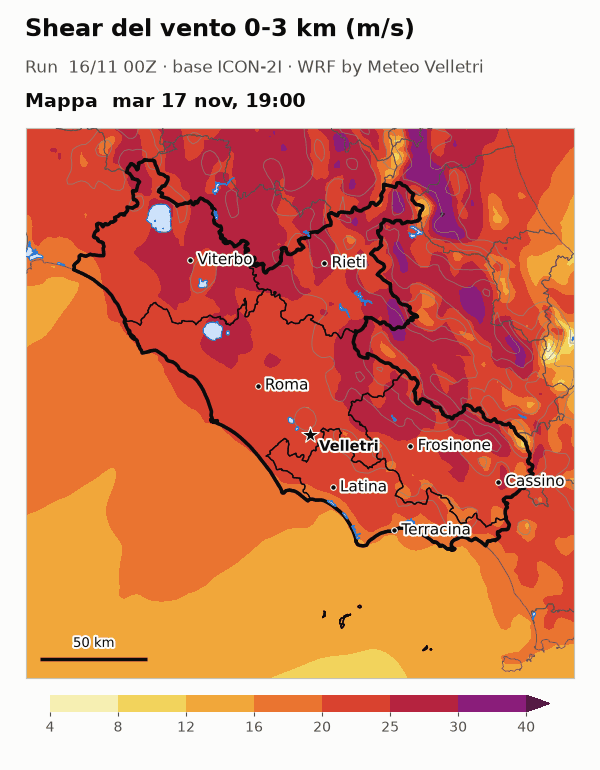 Shear del vento 0-3 km (m/s)
Run  16/11 00Z · base ICON-2I · WRF by Meteo Velletri
Mappa  mar 17 nov, 19:00
Viterbo
Rieti
Roma
Velletri
Frosinone
Cassino
Latina
Terracina
50 km
4 8 12 16 20 25 30 40